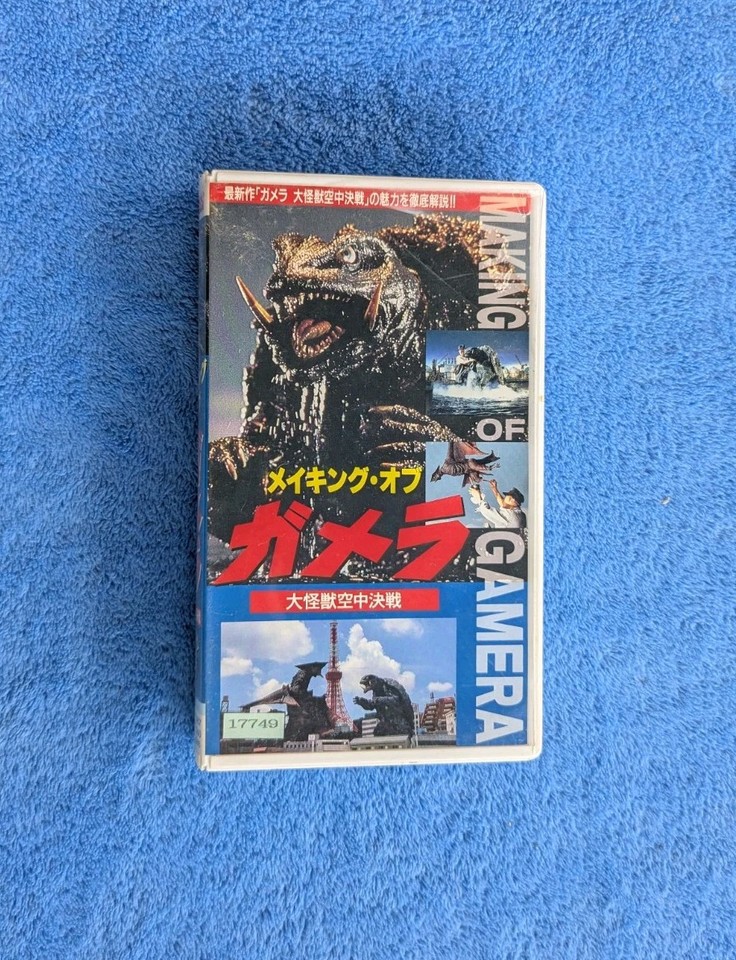 最新作「ガメラ 大怪獣空中決戦」の魅力を徹底解説!!
MAKING OF GAMERA
メイキング・オブ
ガメラ
大怪獣空中決戦
17749